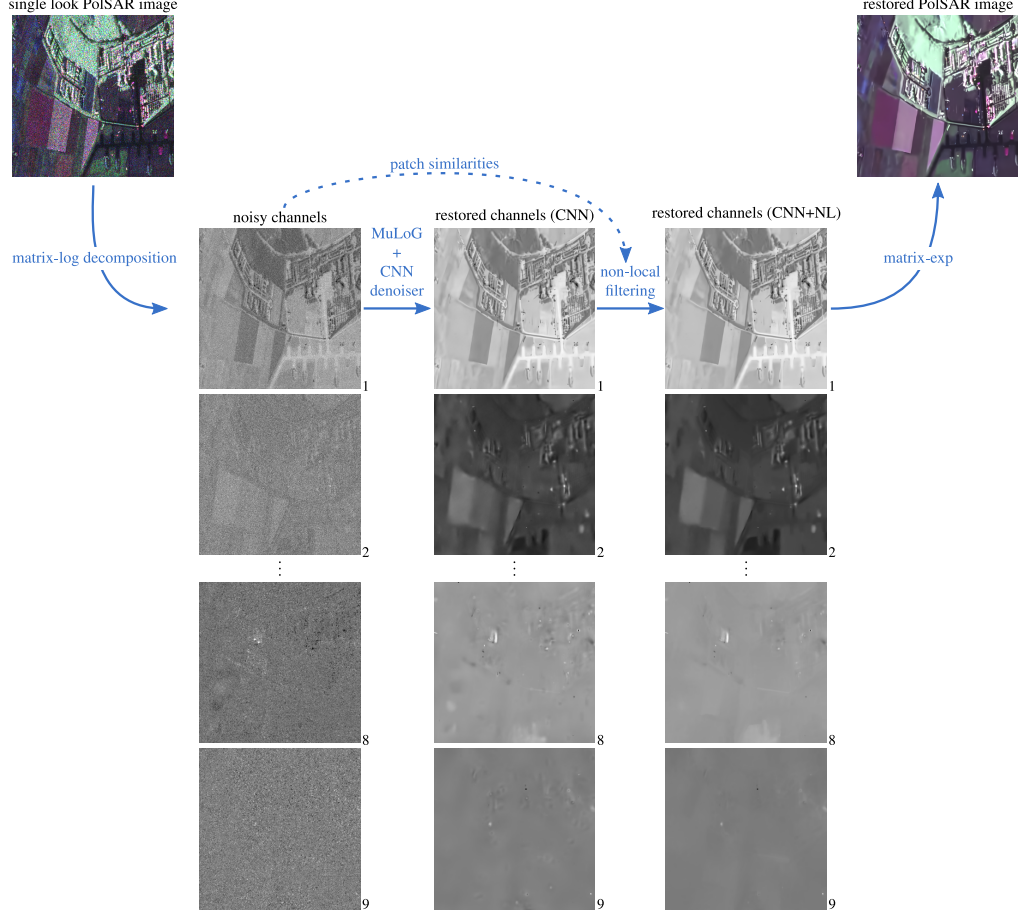 single look PolSAR image
restored PolSAR image
patch similarities
noisy channels
restored channels (CNN)
restored channels (CNN+NL)
matrix-log decomposition
MuLoG
+
CNN
denoiser
non-local
filtering
matrix-exp
1
1
1
2
2
2
⋮
⋮
⋮
8
8
8
9
9
9